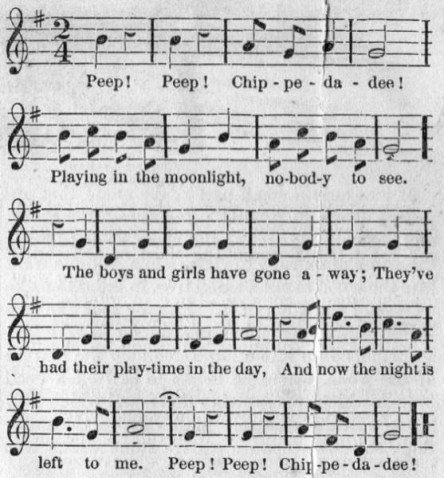 2
4
Peep! Peep! Chip - pe - da - dee!
Playing in the moonlight, no-bod-y to see.
The boys and girls have gone a - way; They've
had their play-time in the day, And now the night is
left to me. Peep! Peep! Chip-pe-da-dee!